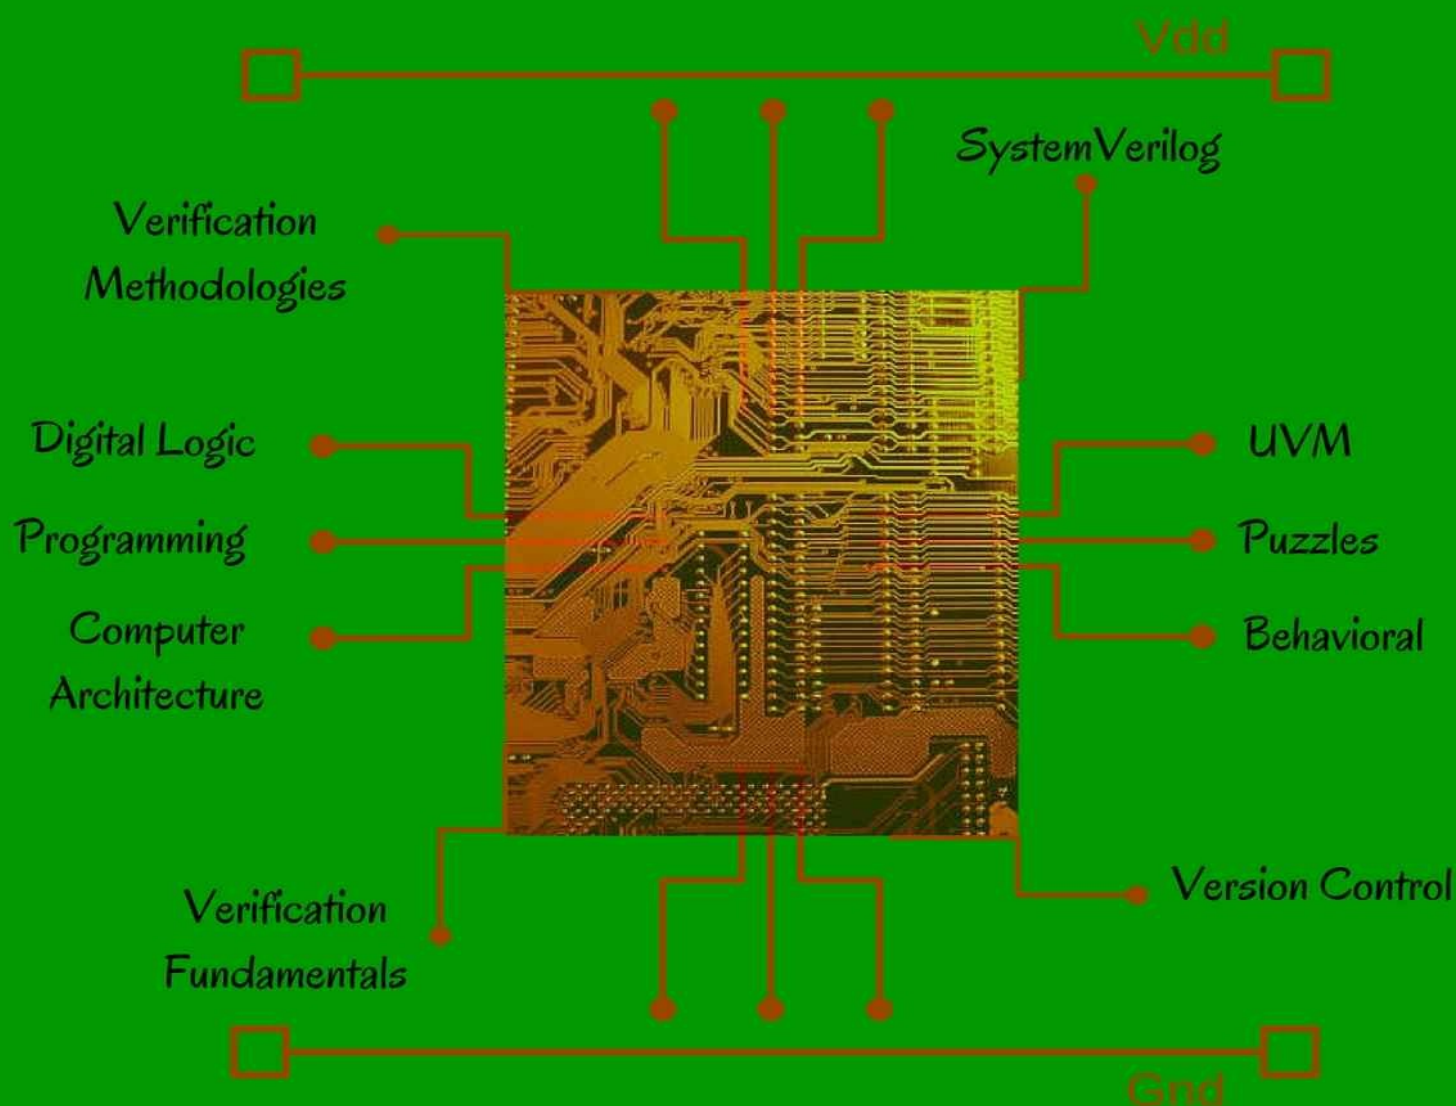 Vdd
SystemVerilog
Verification
Methodologies
Digital Logic
UVM
Programming
Puzzles
Computer
Architecture
Behavioral
Version Control
Verification
Fundamentals
Gnd